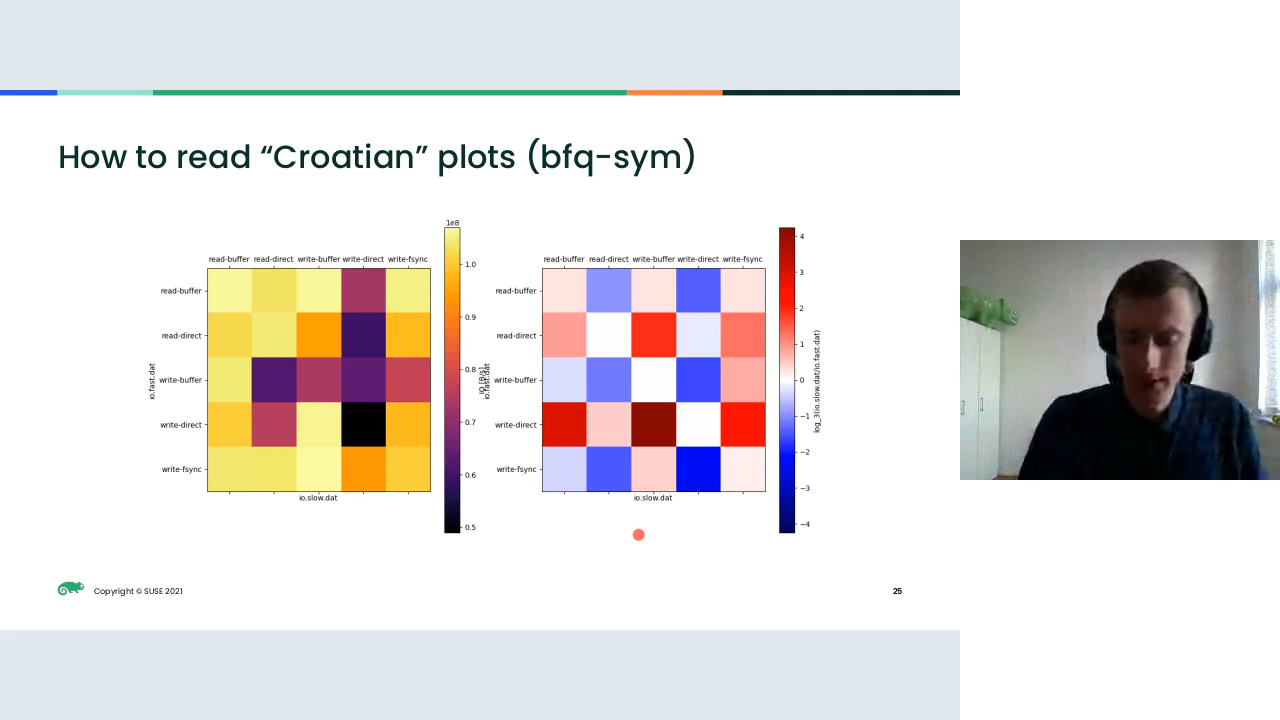 How to read “Croatian” plots (bfq-sym)
1e8
read-buffer read-direct write-buffer write-direct write-fsync
read-buffer
read-direct
write-buffer
write-direct
write-fsync
io.fast.dat
io.slow.dat
1.0
0.9
0.8
0.7
0.6
0.5
IO [B/s]
read-buffer read-direct write-buffer write-direct write-fsync
read-buffer
read-direct
write-buffer
write-direct
write-fsync
io.fast.dat
io.slow.dat
4
3
2
1
0
−1
−2
−3
−4
log_3(io.slow.dat/io.fast.dat)
Copyright © SUSE 2021
25